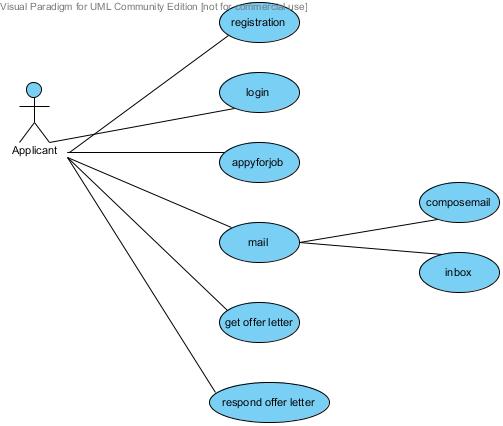 Visual Paradigm for UML Community Edition [not for commercial use]
registration
login
Applicant
appyforjob
composemail
mail
inbox
get offer letter
respond offer letter